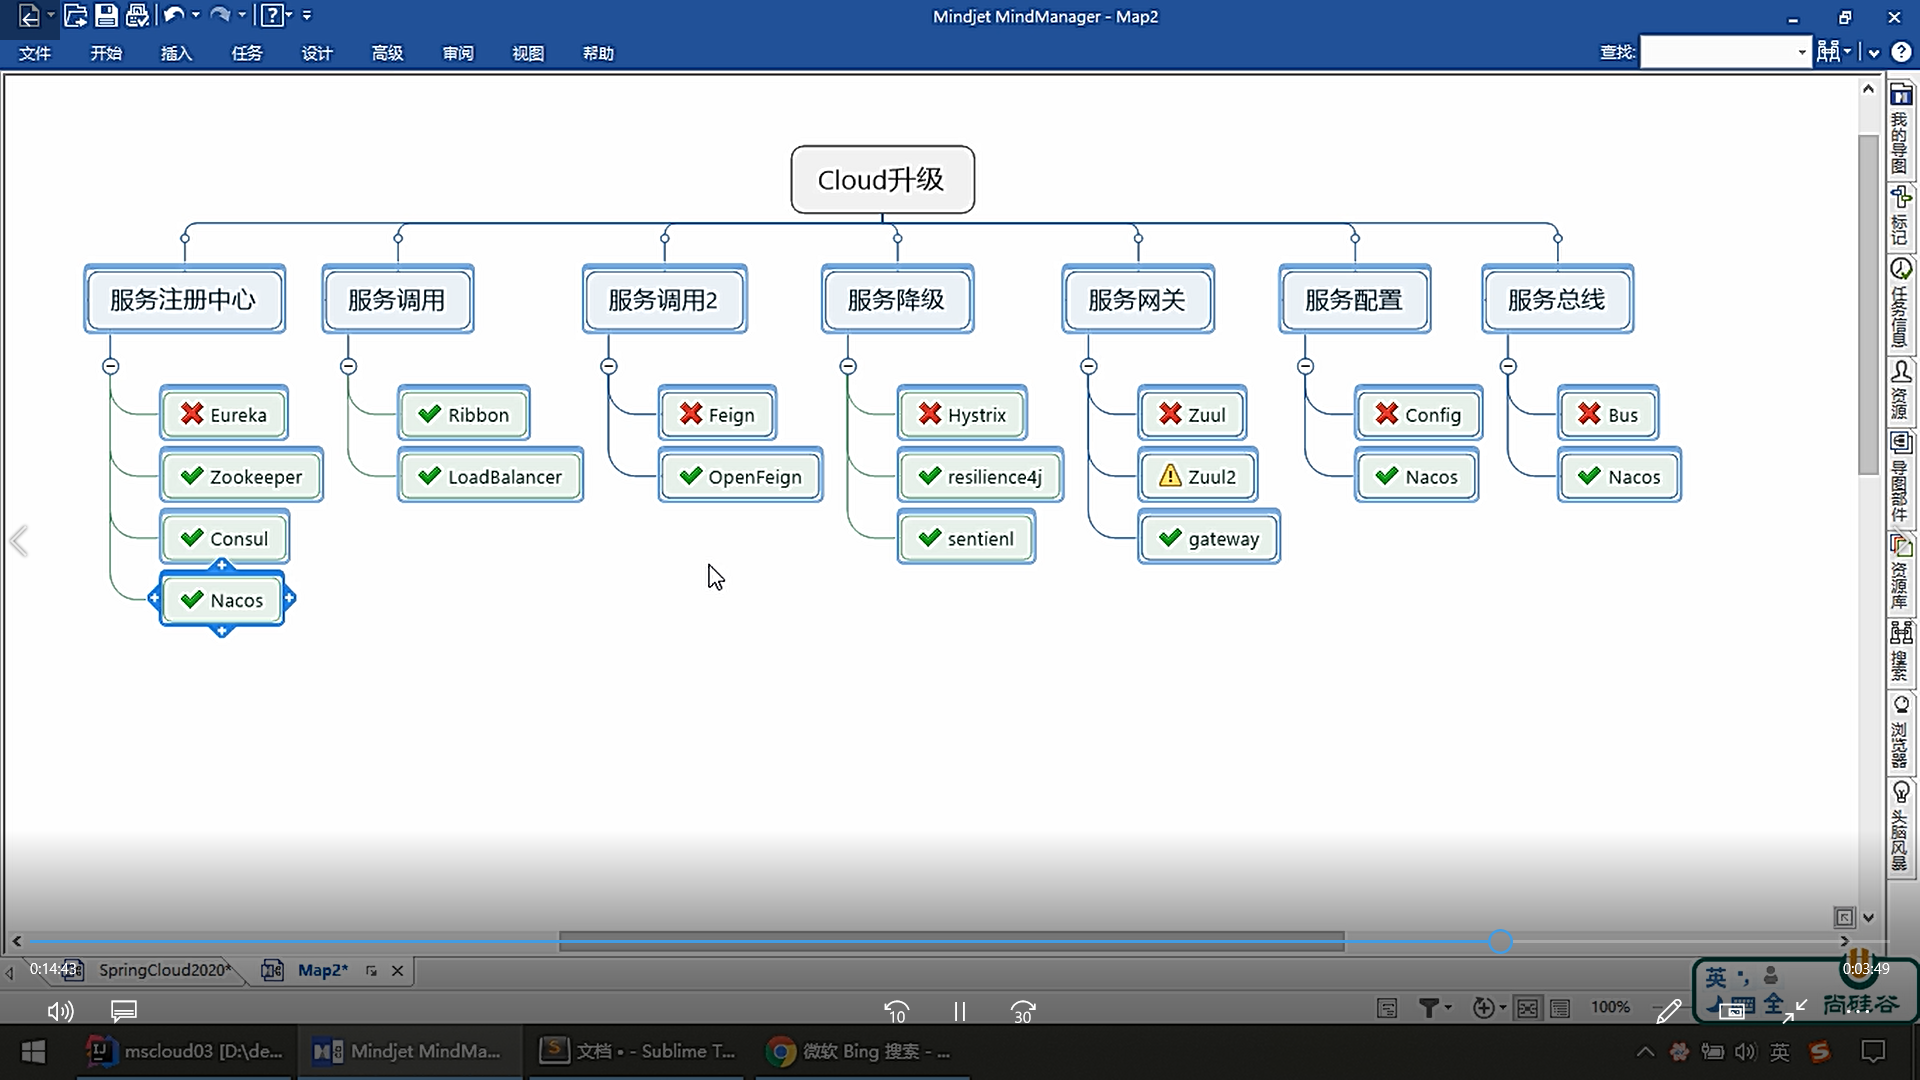 Mindjet MindManager - Map2
文件 开始 插入 任务 设计 高级 审阅 视图 帮助 查找:
Cloud升级
服务注册中心 服务调用 服务调用2 服务降级 服务网关 服务配置 服务总线
Eureka Ribbon Feign Hystrix Zuul Config Bus
Zookeeper LoadBalancer OpenFeign resilience4j Zuul2 Nacos Nacos
Consul sentienl gateway
Nacos
我的导图
标记
任务信息
资源
导图部件
资源库
搜索
浏览器
头脑风暴
0:14:43 SpringCloud2020* Map2* 英 0:03:49
10 30 100% 全 尚硅谷
mscloud03 [D:\de... Mindjet MindMa... 文档 • - Sublime T... 微软 Bing 搜索 - ... 英